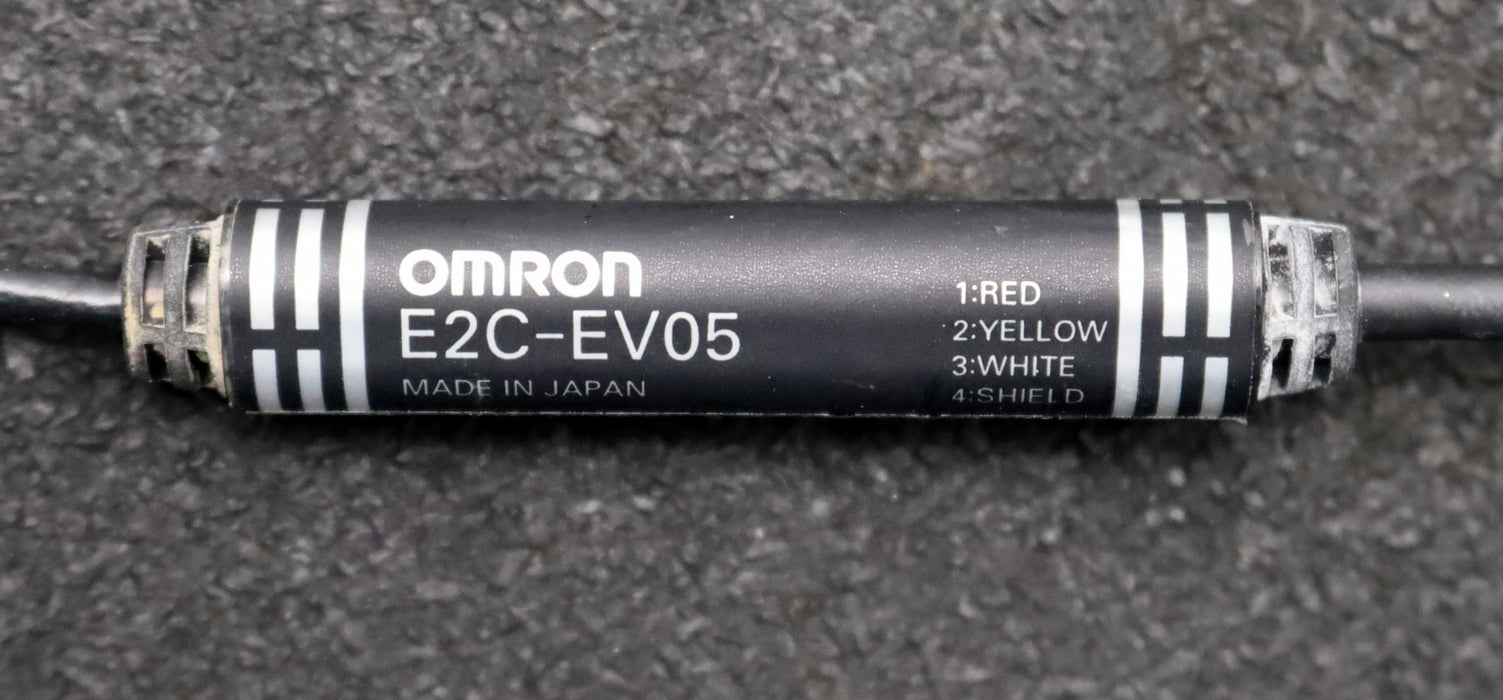 OMRON
E2C-EV05
MADE IN JAPAN
1:RED
2:YELLOW
3:WHITE
4:SHIELD